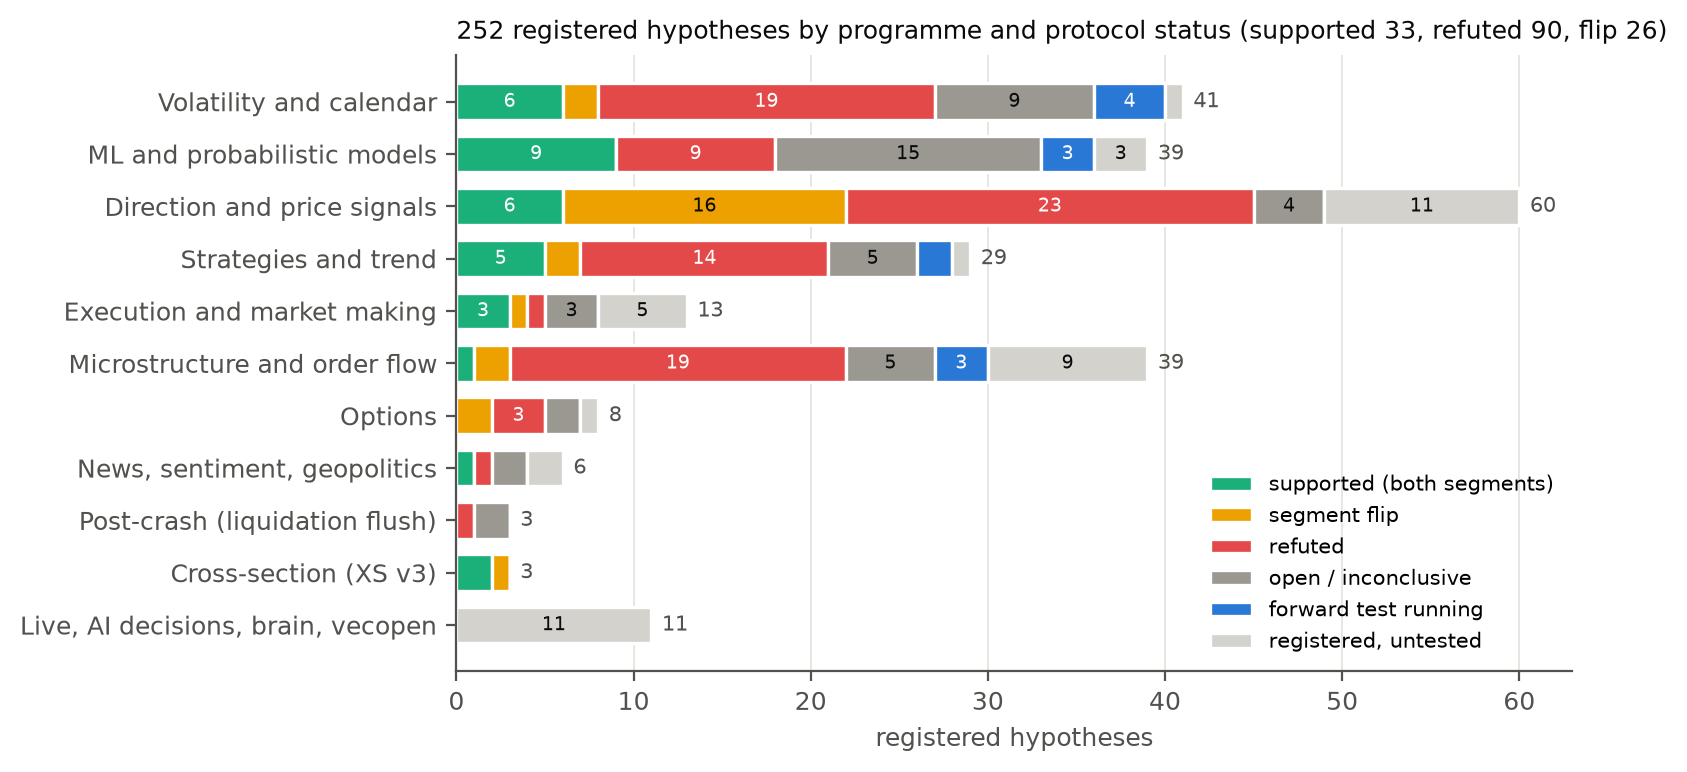 252 registered hypotheses by programme and protocol status (supported 33, refuted 90, flip 26)
Volatility and calendar 6 19 9 4 41
ML and probabilistic models 9 9 15 3 3 39
Direction and price signals 6 16 23 4 11 60
Strategies and trend 5 14 5 29
Execution and market making 3 3 5 13
Microstructure and order flow 19 5 3 9 39
Options 3 8
News, sentiment, geopolitics 6
Post-crash (liquidation flush) 3
Cross-section (XS v3) 3
Live, AI decisions, brain, vecopen 11 11
supported (both segments)
segment flip
refuted
open / inconclusive
forward test running
registered, untested
0 10 20 30 40 50 60
registered hypotheses